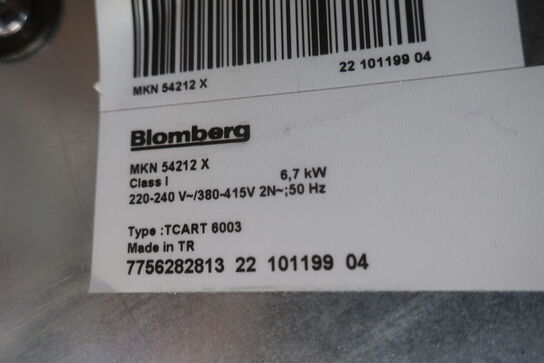 MKN 54212 X
22 101199 04
Blomberg
MKN 54212 X
Class I 6,7 kW
220-240 V~/380-415V 2N~;50 Hz
Type :TCART 6003
Made in TR
7756282813 22 101199 04